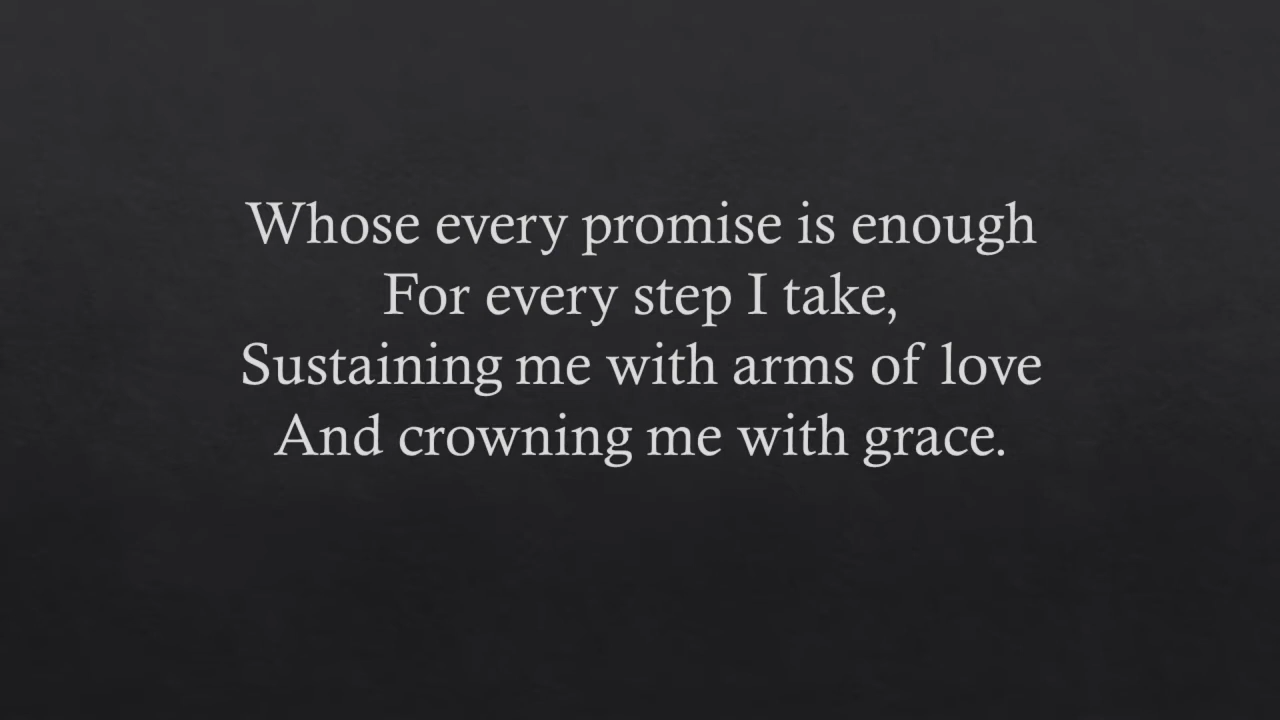 Whose every promise is enough
For every step I take,
Sustaining me with arms of love
And crowning me with grace.